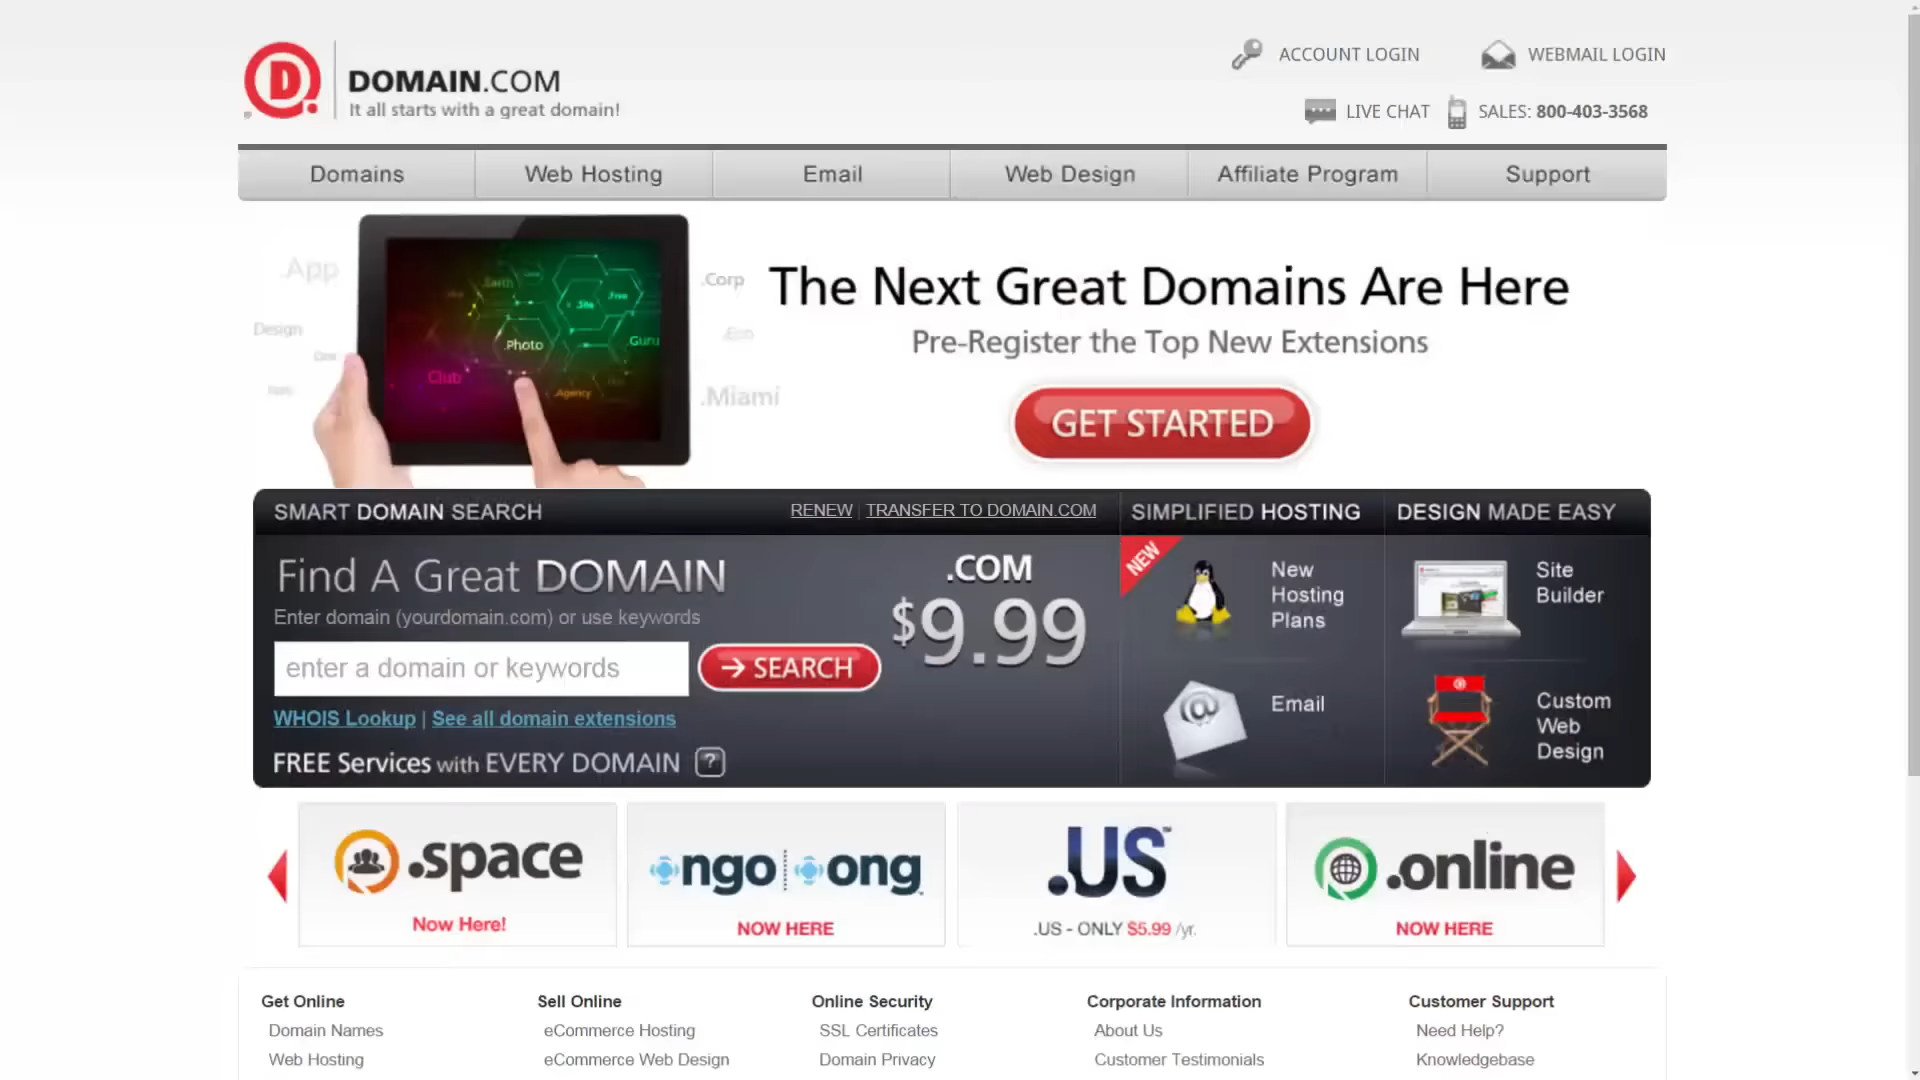 D
DOMAIN.COM
It all starts with a great domain!
ACCOUNT LOGIN
WEBMAIL LOGIN
LIVE CHAT
SALES: 800-403-3568
Domains
Web Hosting
Email
Web Design
Affiliate Program
Support
.App
Design
.Earth
.Site
.Free
.Photo
.Guru
Club
.Agency
.Corp
.Eco
.Miami
The Next Great Domains Are Here
Pre-Register the Top New Extensions
GET STARTED
SMART DOMAIN SEARCH
RENEW | TRANSFER TO DOMAIN.COM
SIMPLIFIED HOSTING
DESIGN MADE EASY
Find A Great DOMAIN
Enter domain (yourdomain.com) or use keywords
enter a domain or keywords
→ SEARCH
.COM
$9.99
WHOIS Lookup | See all domain extensions
FREE Services with EVERY DOMAIN ?
NEW
New
Hosting
Plans
@
Email
Site
Builder
Custom
Web
Design
.space
Now Here!
ngo ong
NOW HERE
.US™
.US - ONLY $5.99 /yr.
.online
NOW HERE
Get Online
Domain Names
Web Hosting
Sell Online
eCommerce Hosting
eCommerce Web Design
Online Security
SSL Certificates
Domain Privacy
Corporate Information
About Us
Customer Testimonials
Customer Support
Need Help?
Knowledgebase